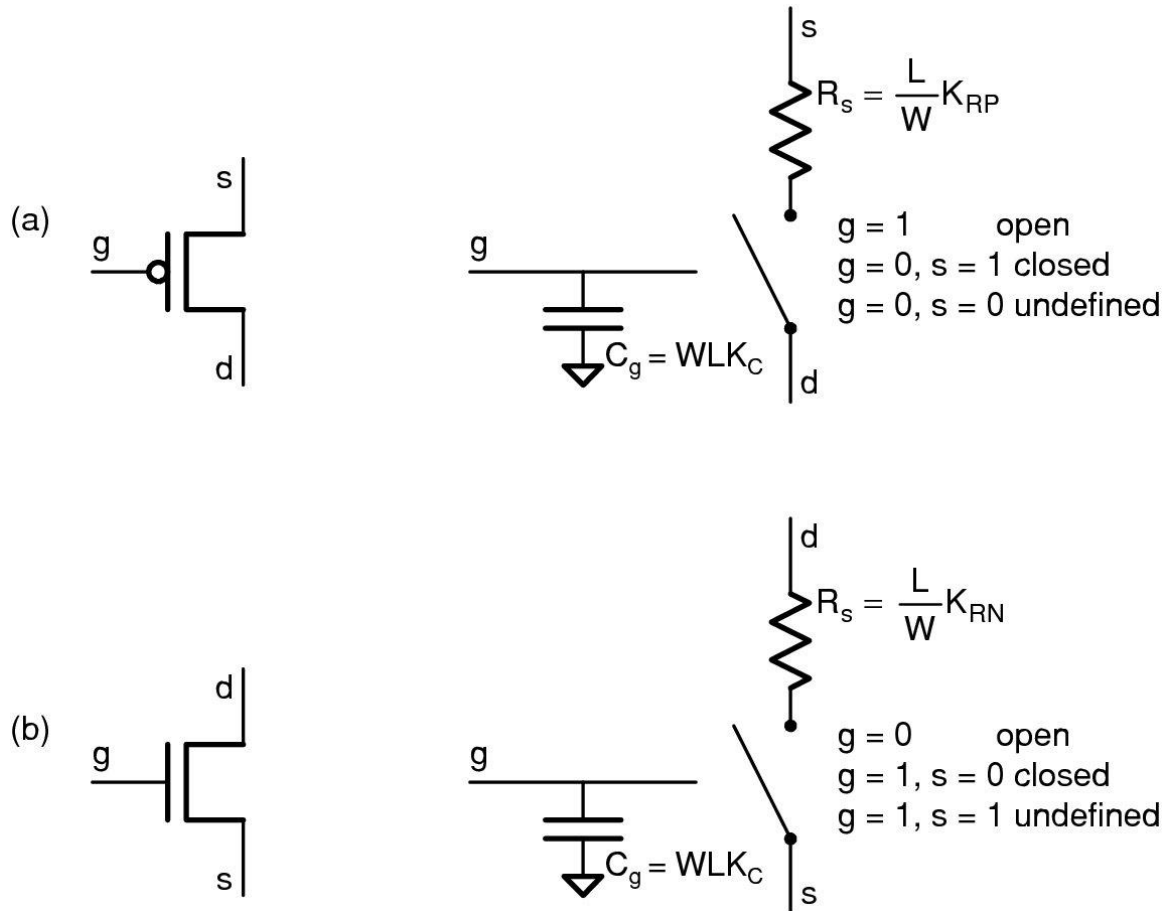 (a)
s
g
d
g
C_g = WLK_C
s
R_s = L/W K_RP
g = 1 open
g = 0, s = 1 closed
g = 0, s = 0 undefined
d
(b)
d
g
s
g
C_g = WLK_C
d
R_s = L/W K_RN
g = 0 open
g = 1, s = 0 closed
g = 1, s = 1 undefined
s